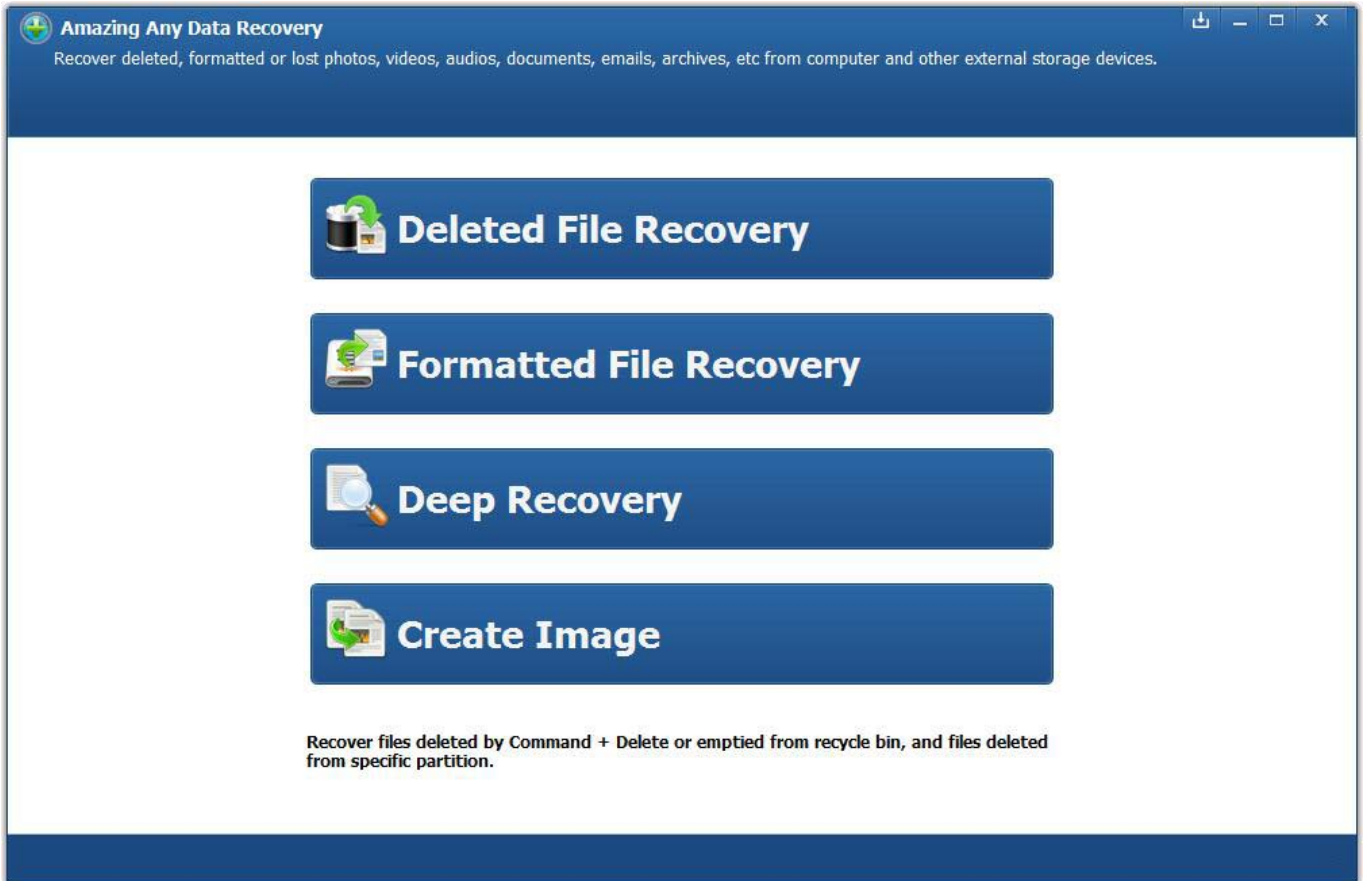 Amazing Any Data Recovery
Recover deleted, formatted or lost photos, videos, audios, documents, emails, archives, etc from computer and other external storage devices.
Deleted File Recovery
Formatted File Recovery
Deep Recovery
Create Image
Recover files deleted by Command + Delete or emptied from recycle bin, and files deleted
from specific partition.